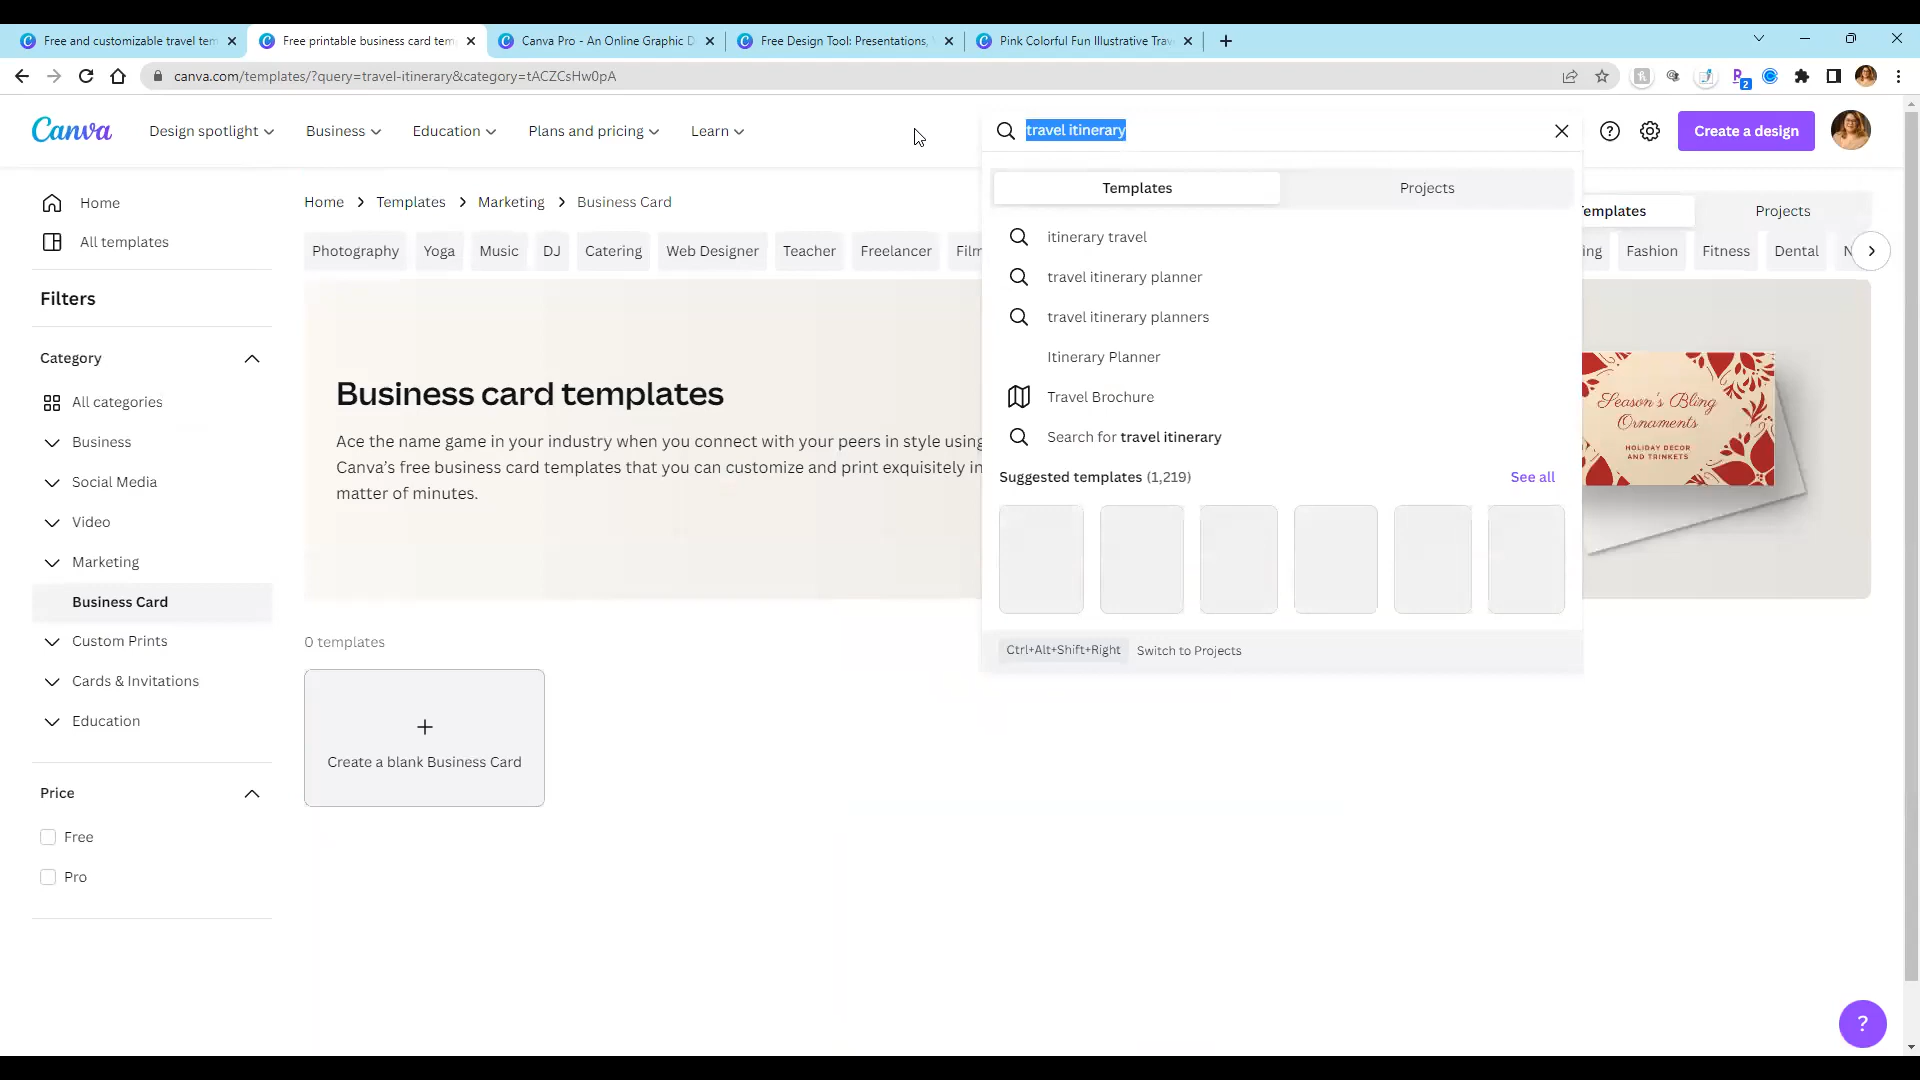 Free and customizable travel tem
Free printable business card tem
Canva Pro - An Online Graphic D
Free Design Tool: Presentations,
Pink Colorful Fun Illustrative Trav
canva.com/templates/?query=travel-itinerary&category=tACZCsHw0pA
2
Canva
Design spotlight
Business
Education
Plans and pricing
Learn
travel itinerary
Create a design
Home
All templates
Filters
Category
All categories
Business
Social Media
Video
Marketing
Business Card
Custom Prints
Cards & Invitations
Education
Price
Free
Pro
Home > Templates > Marketing > Business Card
Photography
Yoga
Music
DJ
Catering
Web Designer
Teacher
Freelancer
Business card templates
Ace the name game in your industry when you connect with your peers in style using
Canva's free business card templates that you can customize and print exquisitely in
matter of minutes.
0 templates
+
Create a blank Business Card
Templates
Projects
itinerary travel
travel itinerary planner
travel itinerary planners
Itinerary Planner
Travel Brochure
Search for travel itinerary
Suggested templates (1,219)
See all
Ctrl+Alt+Shift+Right
Switch to Projects
Templates
Projects
ing
Fashion
Fitness
Dental
Season's Bling
Ornaments
HOLIDAY DECOR
AND TRINKETS
?